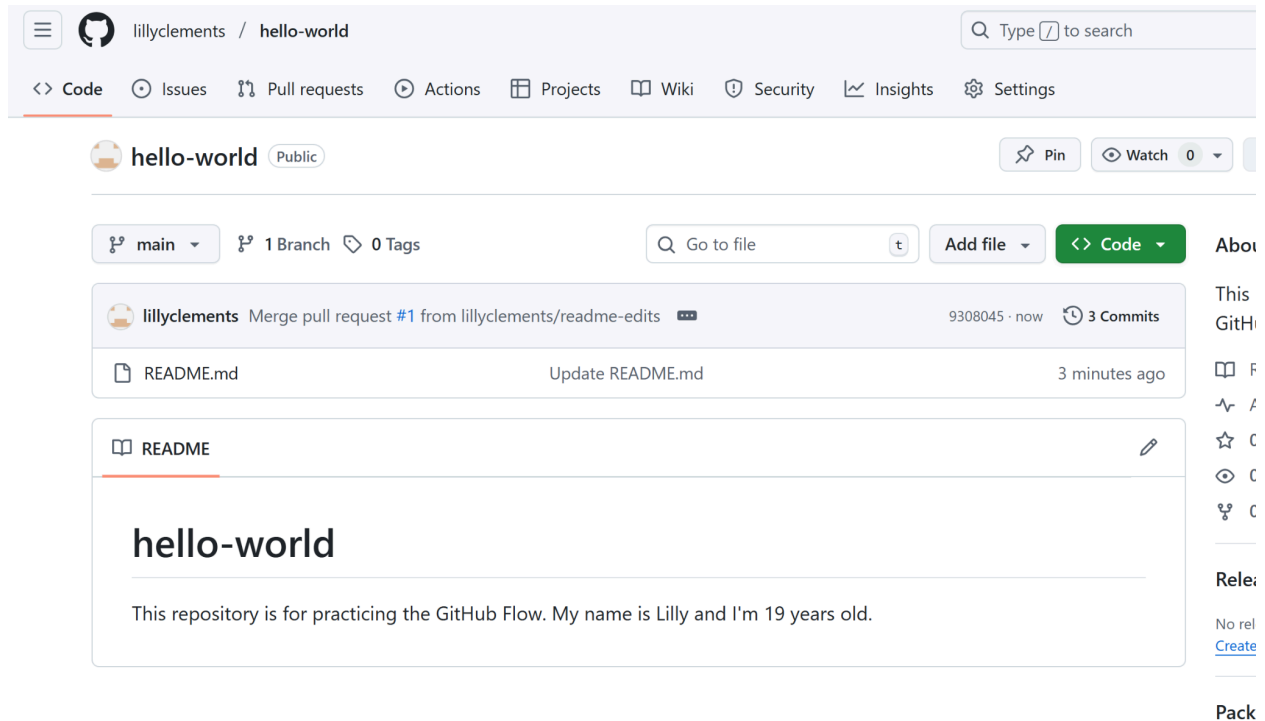 lillyclements / hello-world
Type / to search
Code Issues Pull requests Actions Projects Wiki Security Insights Settings
hello-world Public
Pin Watch 0
main 1 Branch 0 Tags
Go to file t Add file Code
lillyclements Merge pull request #1 from lillyclements/readme-edits 9308045 · now 3 Commits
README.md Update README.md 3 minutes ago
README
hello-world
This repository is for practicing the GitHub Flow. My name is Lilly and I'm 19 years old.
This
No rel
Create
Pack